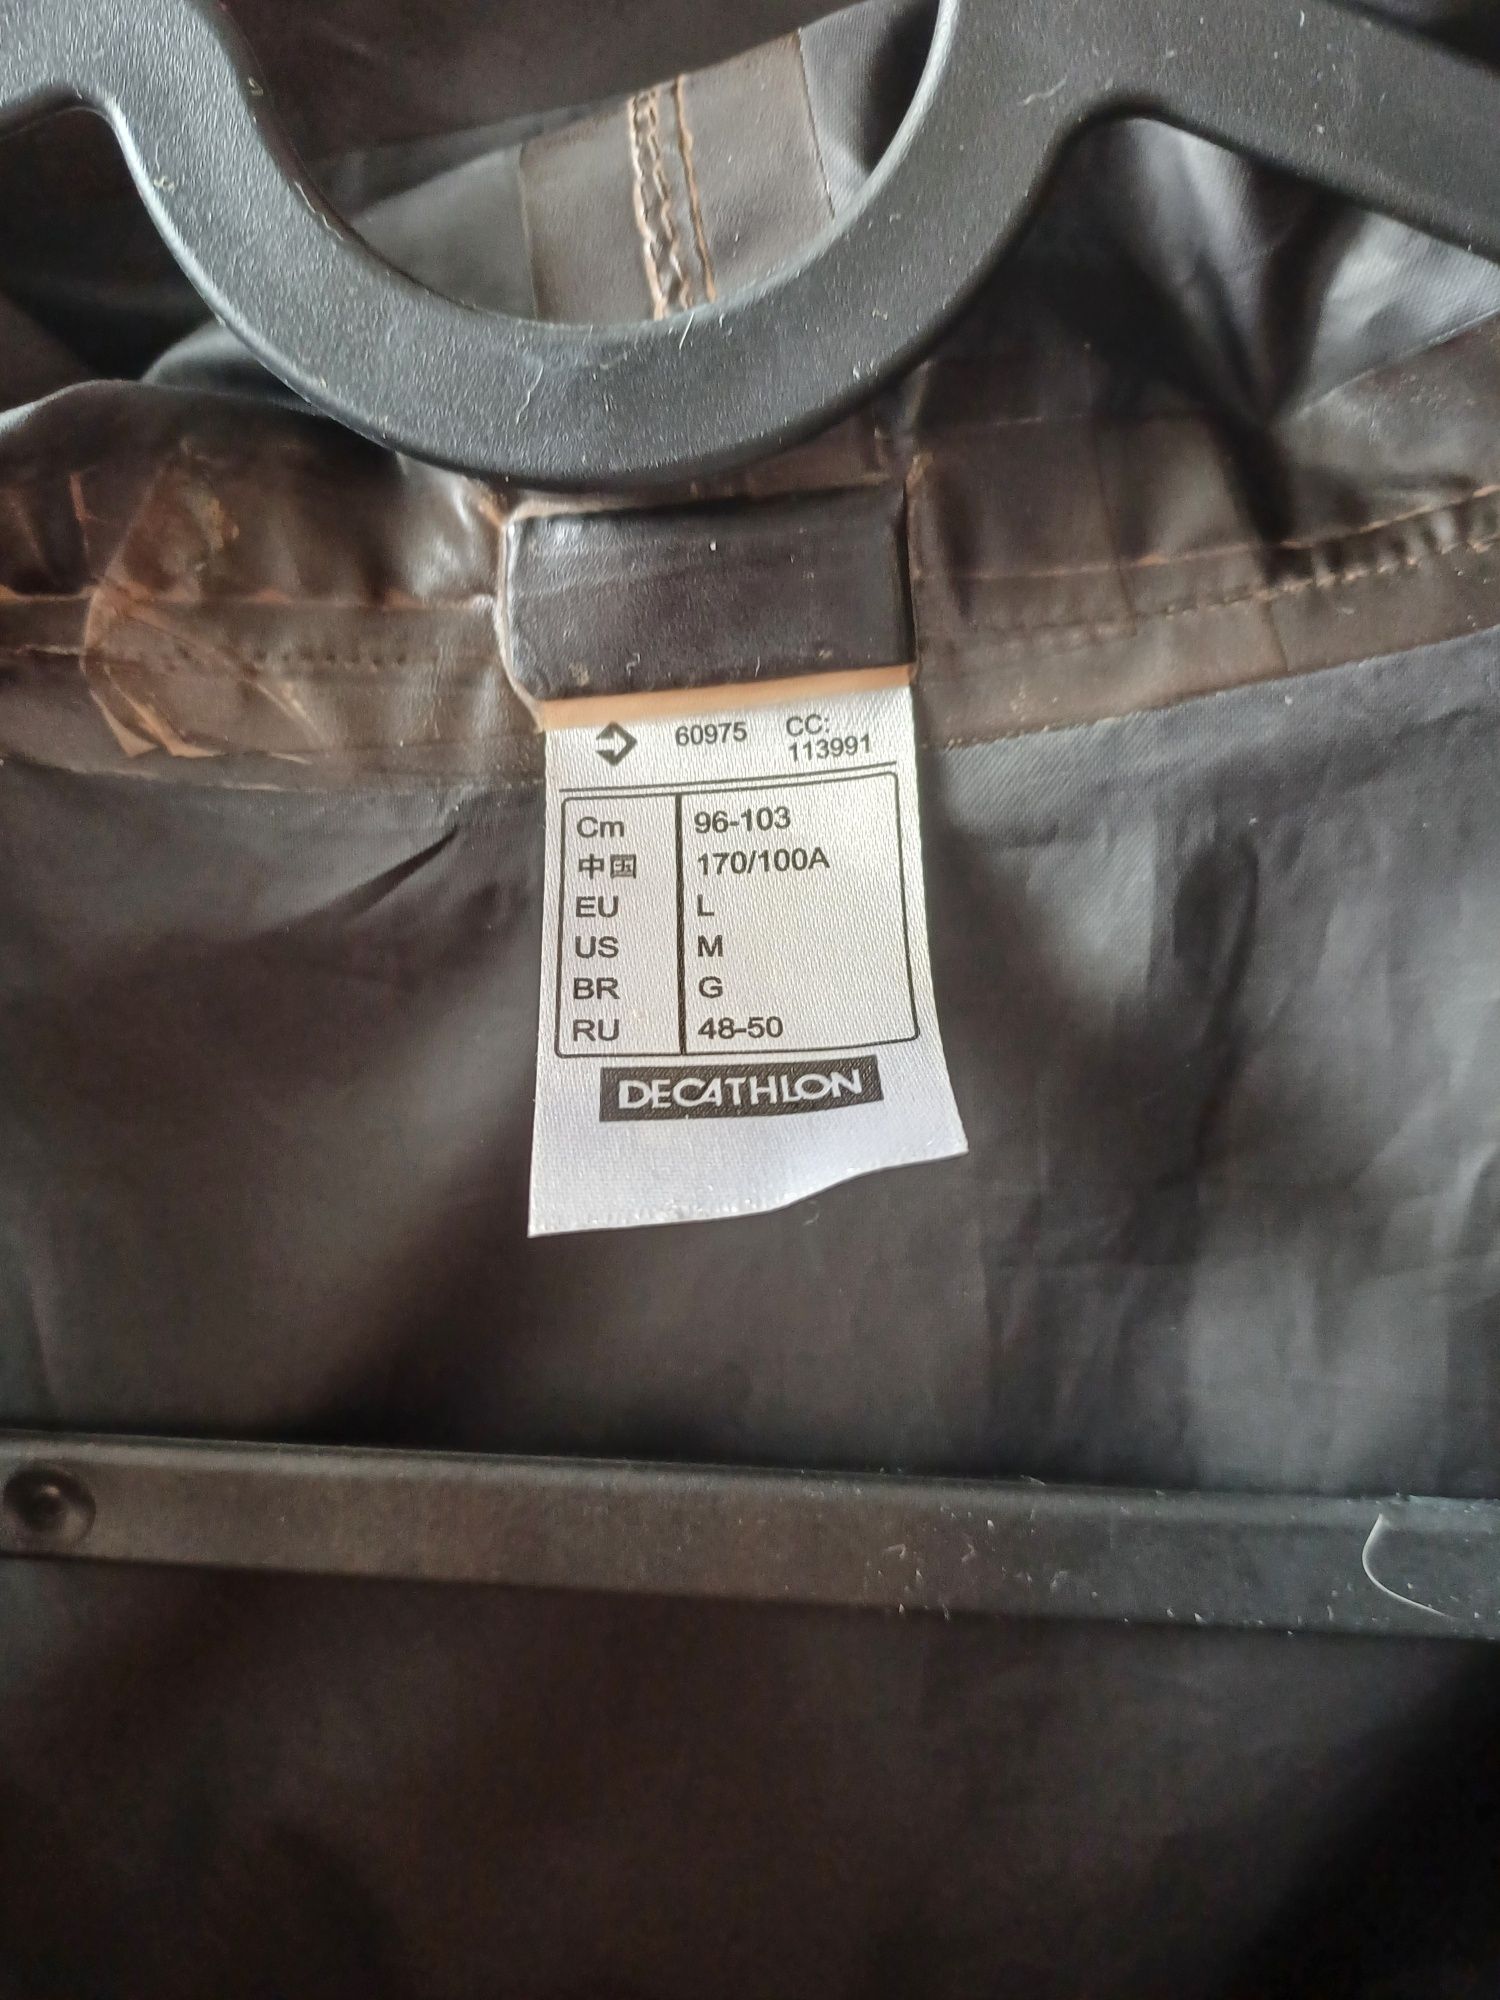 60975 CC:
113991
Cm 96-103
中国 170/100A
EU L
US M
BR G
RU 48-50
DECATHLON